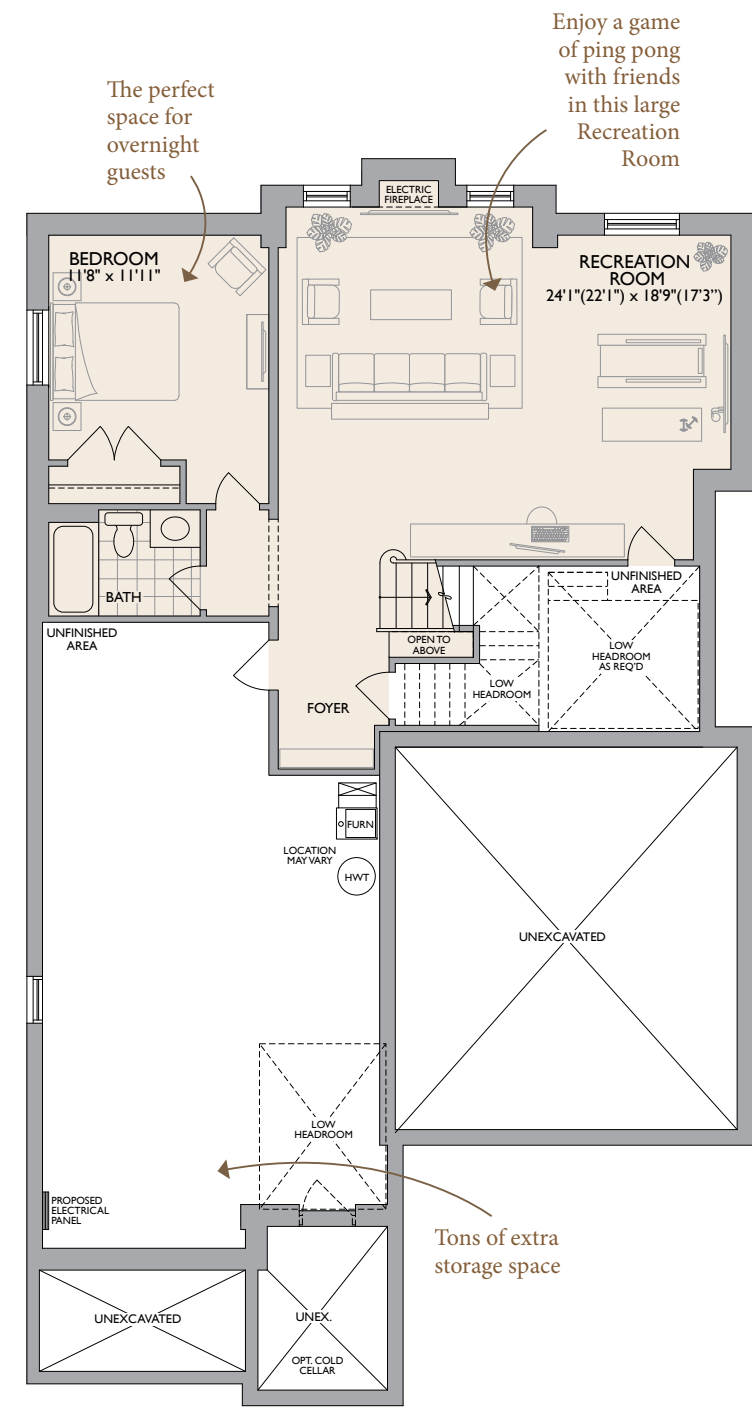 Enjoy a game
of ping pong
with friends
in this large
Recreation
Room
The perfect
space for
overnight
guests
ELECTRIC
FIREPLACE
BEDROOM
11'8" x 11'11"
RECREATION
ROOM
24'1"(22'1") x 18'9"(17'3”)
BATH
UNFINISHED
AREA
UNFINISHED
AREA
OPEN TO
ABOVE
LOW
HEADROOM
AS REQ'D
LOW
HEADROOM
FOYER
FURN
LOCATION
MAY VARY
HWT
UNEXCAVATED
LOW
HEADROOM
PROPOSED
ELECTRICAL
PANEL
Tons of extra
storage space
UNEXCAVATED
UNEX.
OPT. COLD
CELLAR